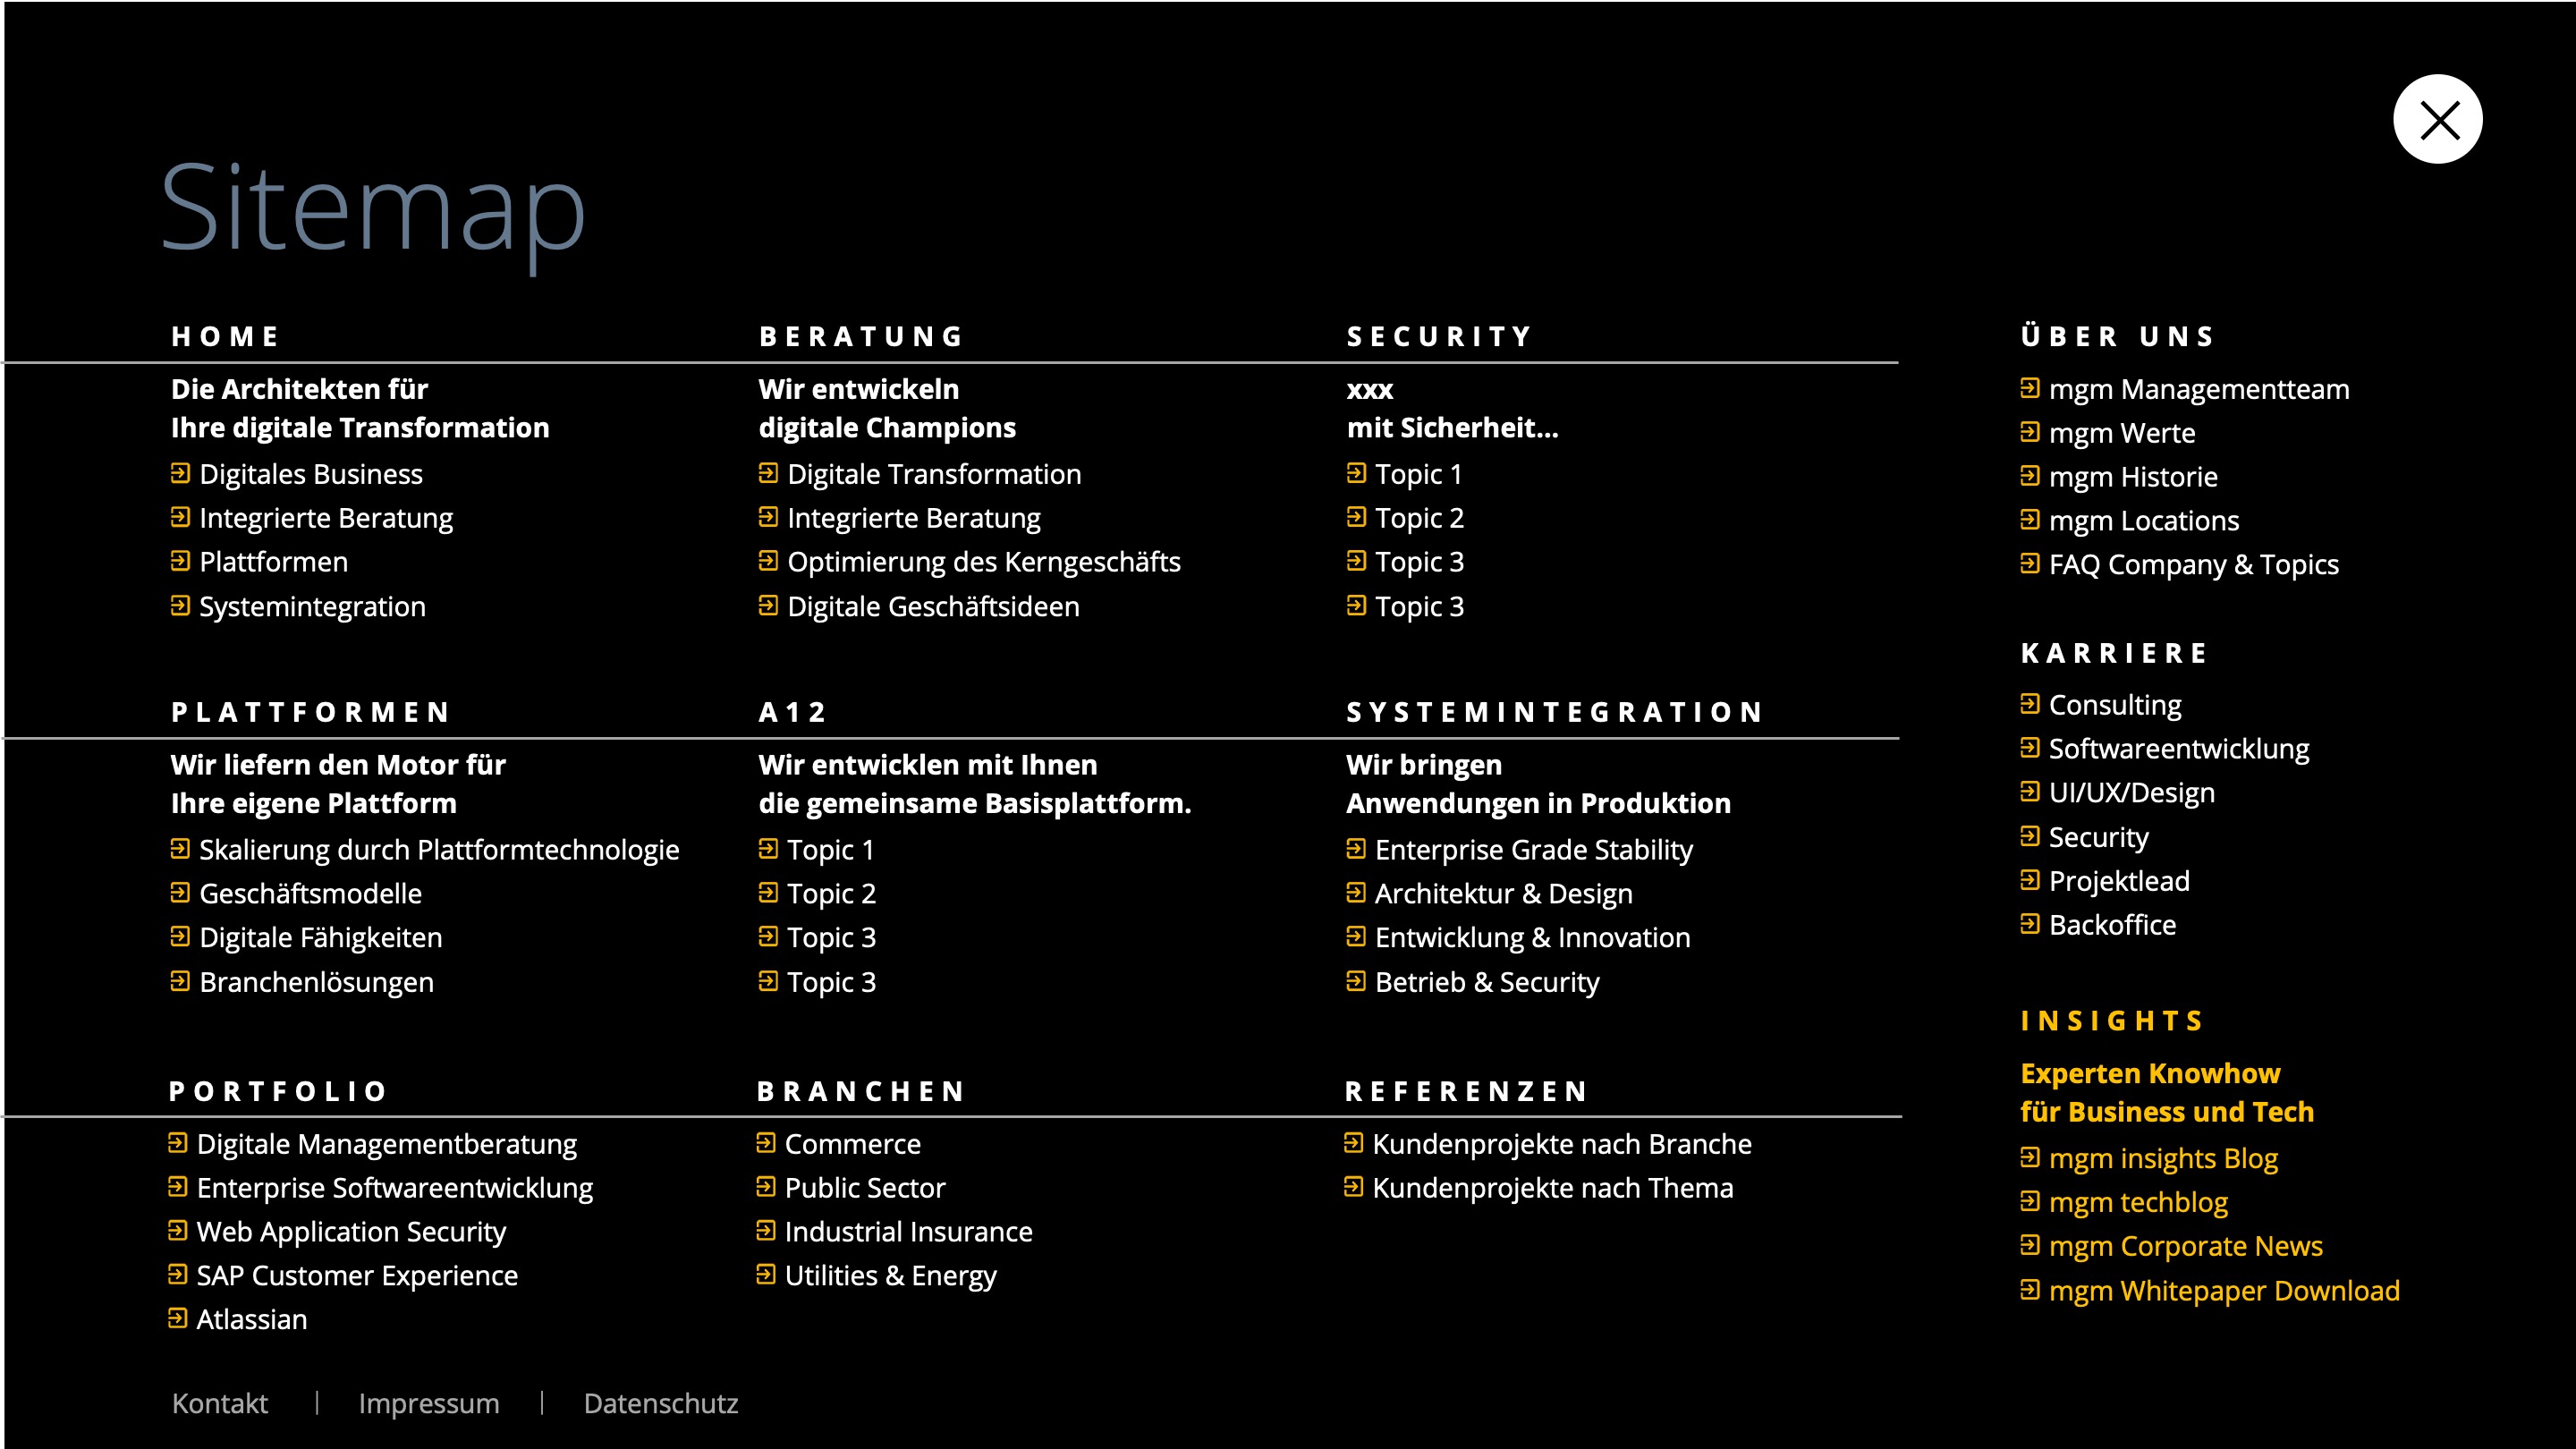 Sitemap
HOME
Die Architekten für
Ihre digitale Transformation
Digitales Business
Integrierte Beratung
Plattformen
Systemintegration
BERATUNG
Wir entwickeln
digitale Champions
Digitale Transformation
Integrierte Beratung
Optimierung des Kerngeschäfts
Digitale Geschäftsideen
SECURITY
xxx
mit Sicherheit...
Topic 1
Topic 2
Topic 3
Topic 3
PLATTFORMEN
Wir liefern den Motor für
Ihre eigene Plattform
Skalierung durch Plattformtechnologie
Geschäftsmodelle
Digitale Fähigkeiten
Branchenlösungen
A12
Wir entwicklen mit Ihnen
die gemeinsame Basisplattform.
Topic 1
Topic 2
Topic 3
Topic 3
SYSTEMINTEGRATION
Wir bringen
Anwendungen in Produktion
Enterprise Grade Stability
Architektur & Design
Entwicklung & Innovation
Betrieb & Security
PORTFOLIO
Digitale Managementberatung
Enterprise Softwareentwicklung
Web Application Security
SAP Customer Experience
Atlassian
BRANCHEN
Commerce
Public Sector
Industrial Insurance
Utilities & Energy
REFERENZEN
Kundenprojekte nach Branche
Kundenprojekte nach Thema
ÜBER UNS
mgm Managementteam
mgm Werte
mgm Historie
mgm Locations
FAQ Company & Topics
KARRIERE
Consulting
Softwareentwicklung
UI/UX/Design
Security
Projektlead
Backoffice
INSIGHTS
Experten Knowhow
für Business und Tech
mgm insights Blog
mgm techblog
mgm Corporate News
mgm Whitepaper Download
Kontakt | Impressum | Datenschutz